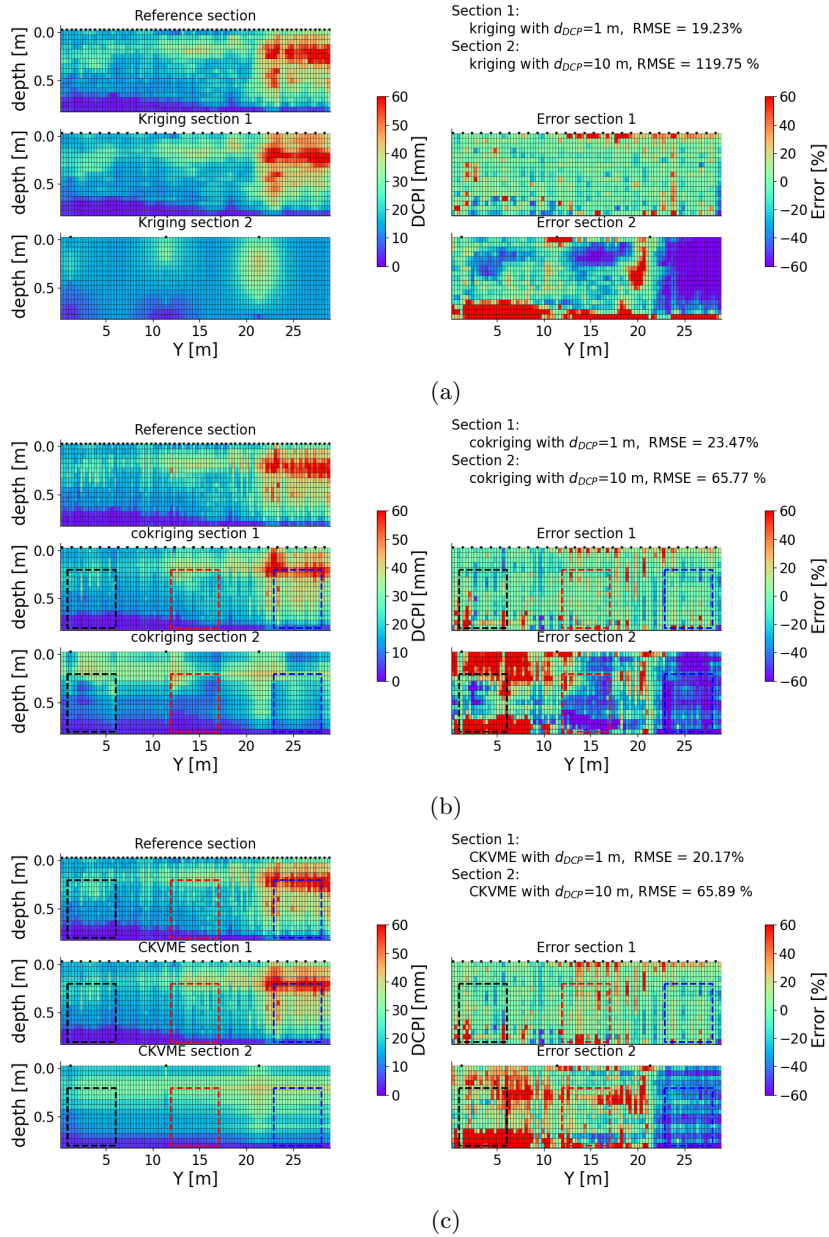 Reference section
Section 1:
kriging with d_DCP=1 m, RMSE = 19.23%
Section 2:
kriging with d_DCP=10 m, RMSE = 119.75 %
depth [m]
0.0
0.5
Kriging section 1
depth [m]
0.0
0.5
Kriging section 2
depth [m]
0.0
0.5
5 10 15 20 25
Y [m]
60
50
40
30
20
10
0
DCPI [mm]
Error section 1
Error section 2
5 10 15 20 25
Y [m]
60
40
20
0
−20
−40
−60
Error [%]
(a)
Reference section
Section 1:
cokriging with d_DCP=1 m, RMSE = 23.47%
Section 2:
cokriging with d_DCP=10 m, RMSE = 65.77 %
depth [m]
0.0
0.5
cokriging section 1
depth [m]
0.0
0.5
cokriging section 2
depth [m]
0.0
0.5
5 10 15 20 25
Y [m]
60
50
40
30
20
10
0
DCPI [mm]
Error section 1
Error section 2
5 10 15 20 25
Y [m]
60
40
20
0
−20
−40
−60
Error [%]
(b)
Reference section
Section 1:
CKVME with d_DCP=1 m, RMSE = 20.17%
Section 2:
CKVME with d_DCP=10 m, RMSE = 65.89 %
depth [m]
0.0
0.5
CKVME section 1
depth [m]
0.0
0.5
CKVME section 2
depth [m]
0.0
0.5
5 10 15 20 25
Y [m]
60
50
40
30
20
10
0
DCPI [mm]
Error section 1
Error section 2
5 10 15 20 25
Y [m]
60
40
20
0
−20
−40
−60
Error [%]
(c)